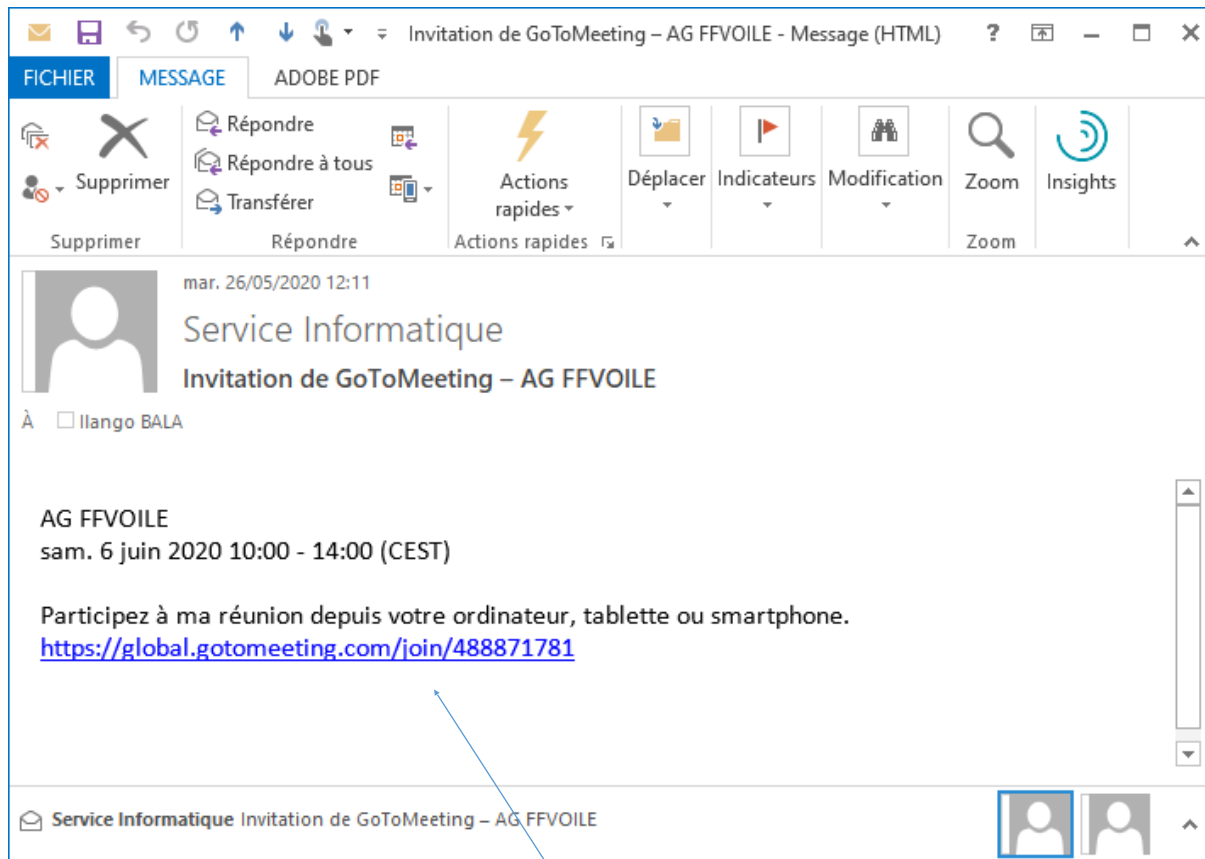 Invitation de GoToMeeting – AG FFVOILE - Message (HTML) ?
FICHIER MESSAGE ADOBE PDF
Supprimer
Répondre
Répondre à tous
Transférer
Actions rapides
Déplacer
Indicateurs
Modification
Zoom
Insights
Supprimer Répondre Actions rapides Zoom
mar. 26/05/2020 12:11
Service Informatique
Invitation de GoToMeeting – AG FFVOILE
À Ilango BALA
AG FFVOILE
sam. 6 juin 2020 10:00 - 14:00 (CEST)
Participez à ma réunion depuis votre ordinateur, tablette ou smartphone.
https://global.gotomeeting.com/join/488871781
Service Informatique Invitation de GoToMeeting – AG FFVOILE